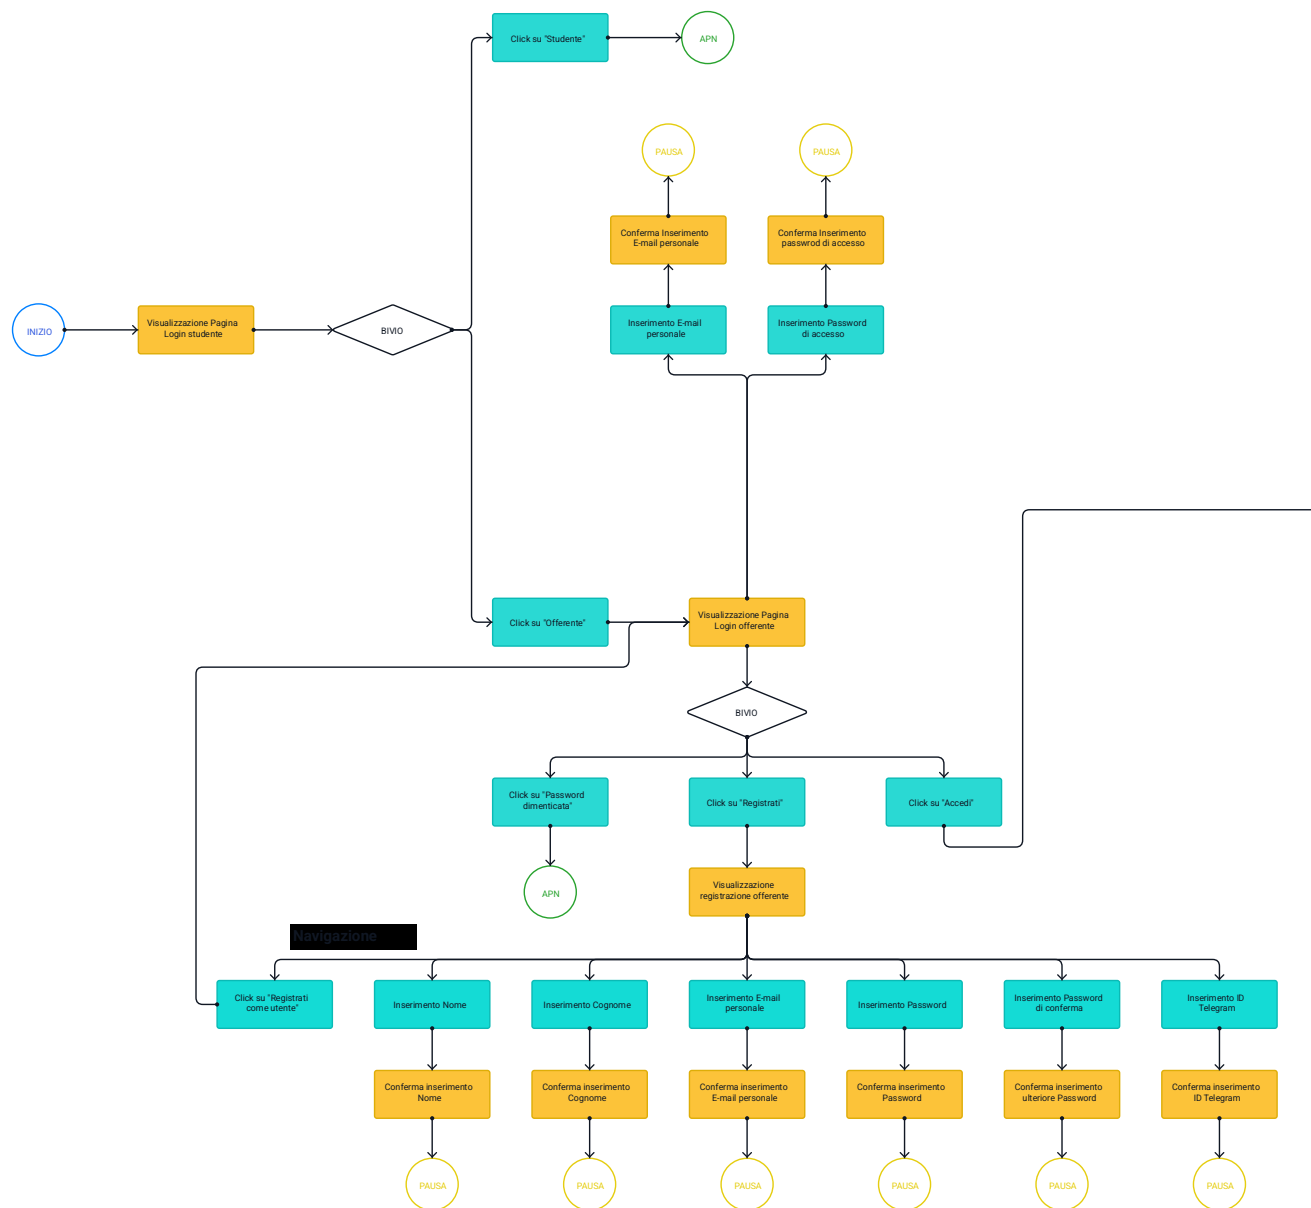 Click su "Studente"
APN
PAUSA
PAUSA
Conferma Inserimento
E-mail personale
Conferma Inserimento
passwrod di accesso
INIZIO
Visualizzazione Pagina
Login studente
BIVIO
Inserimento E-mail
personale
Inserimento Password
di accesso
Click su "Offerente"
Visualizzazione Pagina
Login offerente
BIVIO
Click su "Password
dimenticata"
Click su "Registrati"
Click su "Accedi"
APN
Visualizzazione
registrazione offerente
Navigazione
Click su "Registrati
come utente"
Inserimento Nome
Inserimento Cognome
Inserimento E-mail
personale
Inserimento Password
Inserimento Password
di conferma
Inserimento ID
Telegram
Conferma inserimento
Nome
Conferma inserimento
Cognome
Conferma inserimento
E-mail personale
Conferma inserimento
Password
Conferma inserimento
ulteriore Password
Conferma inserimento
ID Telegram
PAUSA
PAUSA
PAUSA
PAUSA
PAUSA
PAUSA